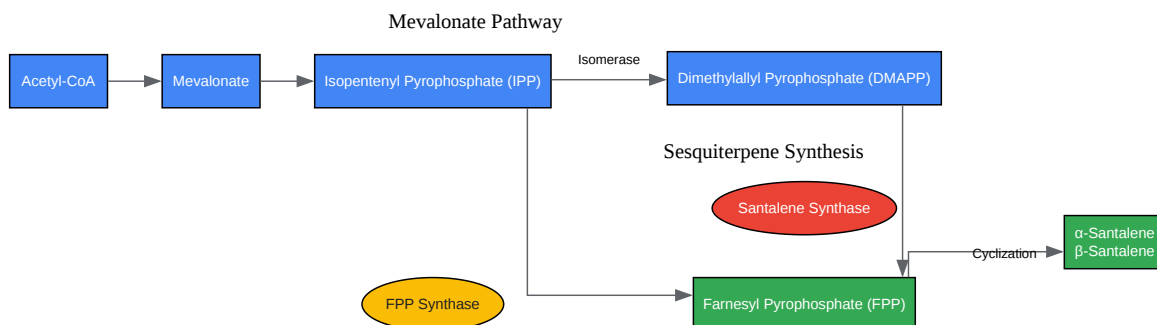 Mevalonate Pathway
Acetyl-CoA
Mevalonate
Isopentenyl Pyrophosphate (IPP)
Isomerase
Dimethylallyl Pyrophosphate (DMAPP)
Sesquiterpene Synthesis
Santalene Synthase
α-Santalene
β-Santalene
Cyclization
FPP Synthase
Farnesyl Pyrophosphate (FPP)